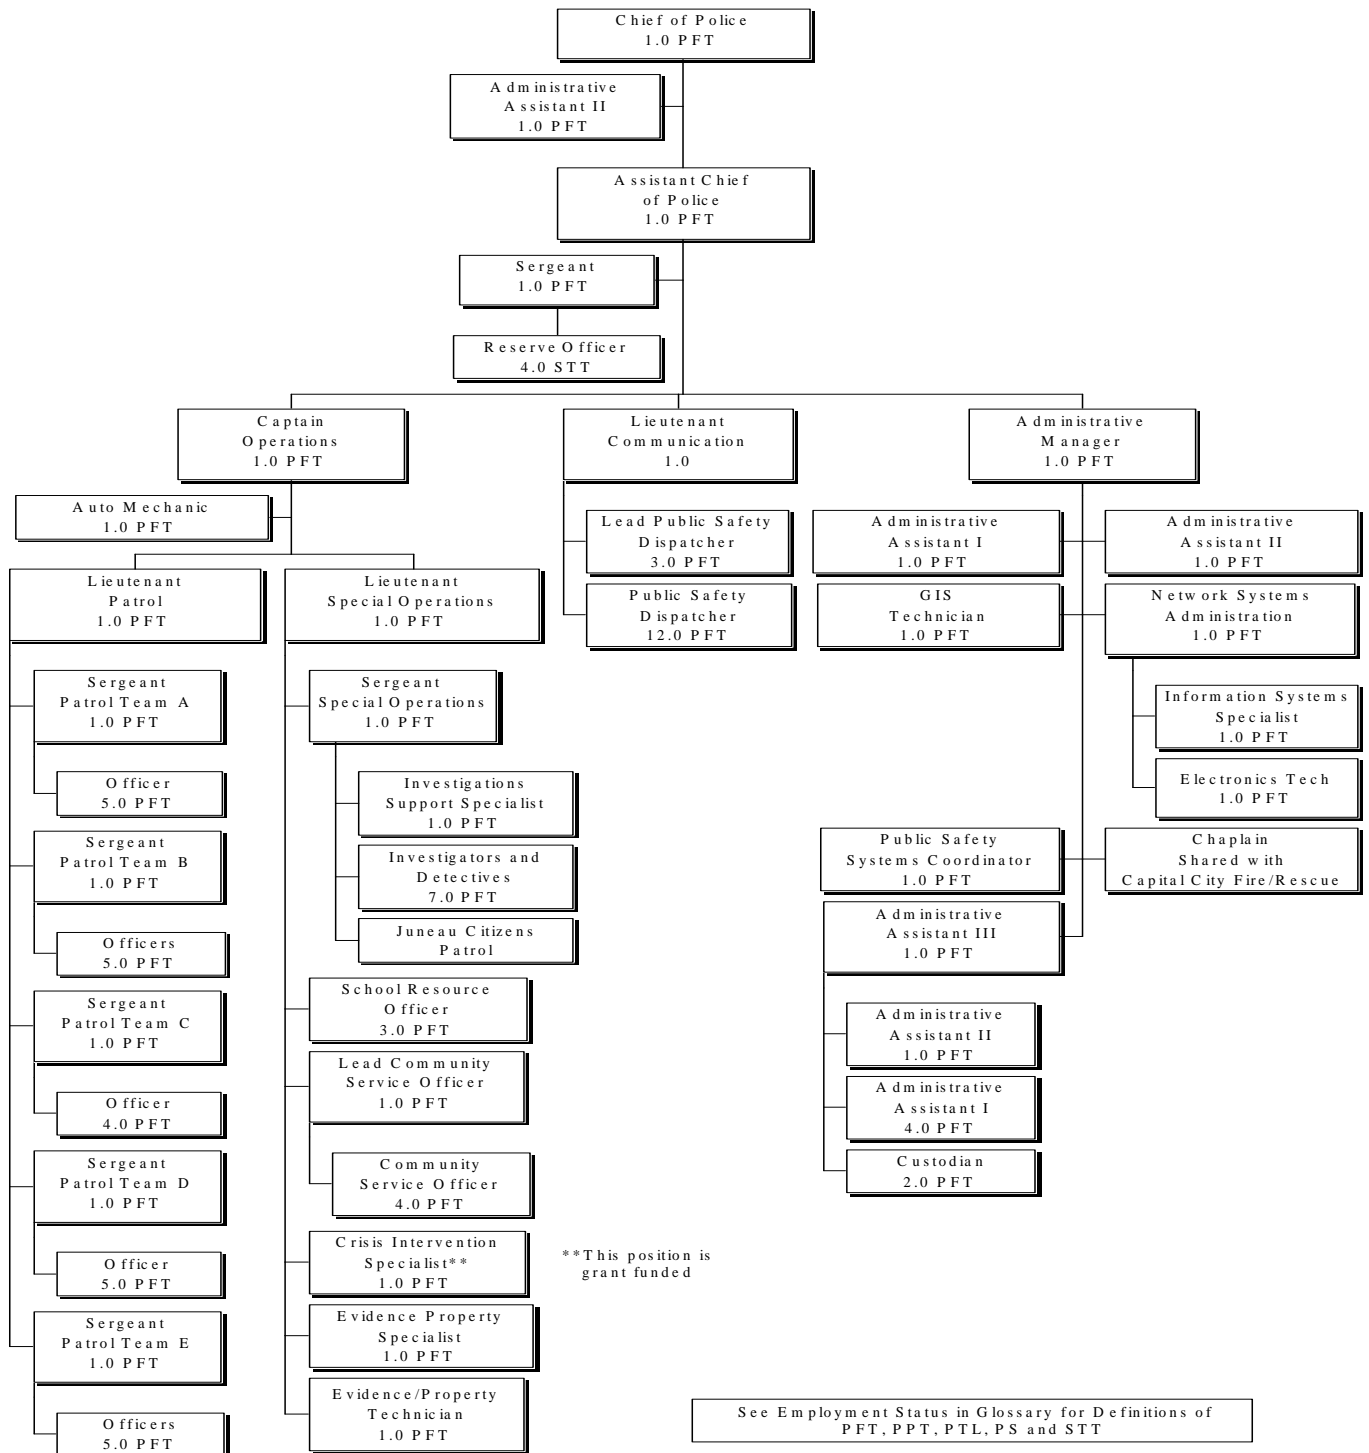 Chief of Police
1.0 PFT
Administrative
Assistant II
1.0 PFT
Assistant Chief
of Police
1.0 PFT
Sergeant
1.0 PFT
Reserve Officer
4.0 STT
Captain
Operations
1.0 PFT
Lieutenant
Communication
1.0
Administrative
Manager
1.0 PFT
Auto Mechanic
1.0 PFT
Lieutenant
Patrol
1.0 PFT
Sergeant
Patrol Team A
1.0 PFT
Officer
5.0 PFT
Sergeant
Patrol Team B
1.0 PFT
Officers
5.0 PFT
Sergeant
Patrol Team C
1.0 PFT
Officer
4.0 PFT
Sergeant
Patrol Team D
1.0 PFT
Officer
5.0 PFT
Sergeant
Patrol Team E
1.0 PFT
Officers
5.0 PFT
Lieutenant
Special Operations
1.0 PFT
Sergeant
Special Operations
1.0 PFT
Investigations
Support Specialist
1.0 PFT
Investigators and
Detectives
7.0 PFT
Juneau Citizens
Patrol
School Resource
Officer
3.0 PFT
Lead Community
Service Officer
1.0 PFT
Community
Service Officer
4.0 PFT
Crisis Intervention
Specialist**
1.0 PFT
Evidence Property
Specialist
1.0 PFT
Evidence/Property
Technician
1.0 PFT
**This position is
grant funded
Lead Public Safety
Dispatcher
3.0 PFT
Public Safety
Dispatcher
12.0 PFT
Administrative
Assistant I
1.0 PFT
Administrative
Assistant II
1.0 PFT
GIS
Technician
1.0 PFT
Network Systems
Administration
1.0 PFT
Information Systems
Specialist
1.0 PFT
Electronics Tech
1.0 PFT
Public Safety
Systems Coordinator
1.0 PFT
Chaplain
Shared with
Capital City Fire/Rescue
Administrative
Assistant III
1.0 PFT
Administrative
Assistant II
1.0 PFT
Administrative
Assistant I
4.0 PFT
Custodian
2.0 PFT
See Employment Status in Glossary for Definitions of
PFT, PPT, PTL, PS and STT